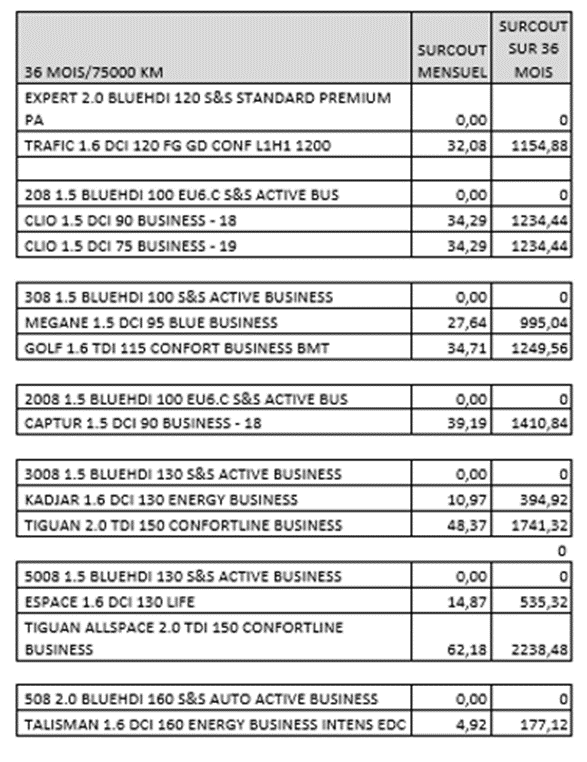 36 MOIS/75000 KM SURCOUT MENSUEL SURCOUT SUR 36 MOIS
EXPERT 2.0 BLUEHDI 120 S&S STANDARD PREMIUM
PA 0,00 0
TRAFIC 1.6 DCI 120 FG GD CONF L1H1 1200 32,08 1154,88
208 1.5 BLUEHDI 100 EU6.C S&S ACTIVE BUS 0,00 0
CLIO 1.5 DCI 90 BUSINESS - 18 34,29 1234,44
CLIO 1.5 DCI 75 BUSINESS - 19 34,29 1234,44
308 1.5 BLUEHDI 100 S&S ACTIVE BUSINESS 0,00 0
MEGANE 1.5 DCI 95 BLUE BUSINESS 27,64 995,04
GOLF 1.6 TDI 115 CONFORT BUSINESS BMT 34,71 1249,56
2008 1.5 BLUEHDI 100 EU6.C S&S ACTIVE BUS 0,00 0
CAPTUR 1.5 DCI 90 BUSINESS - 18 39,19 1410,84
3008 1.5 BLUEHDI 130 S&S ACTIVE BUSINESS 0,00 0
KADJAR 1.6 DCI 130 ENERGY BUSINESS 10,97 394,92
TIGUAN 2.0 TDI 150 CONFORTLINE BUSINESS 48,37 1741,32
0
5008 1.5 BLUEHDI 130 S&S ACTIVE BUSINESS 0,00 0
ESPACE 1.6 DCI 130 LIFE 14,87 535,32
TIGUAN ALLSPACE 2.0 TDI 150 CONFORTLINE
BUSINESS 62,18 2238,48
508 2.0 BLUEHDI 160 S&S AUTO ACTIVE BUSINESS 0,00 0
TALISMAN 1.6 DCI 160 ENERGY BUSINESS INTENS EDC 4,92 177,12